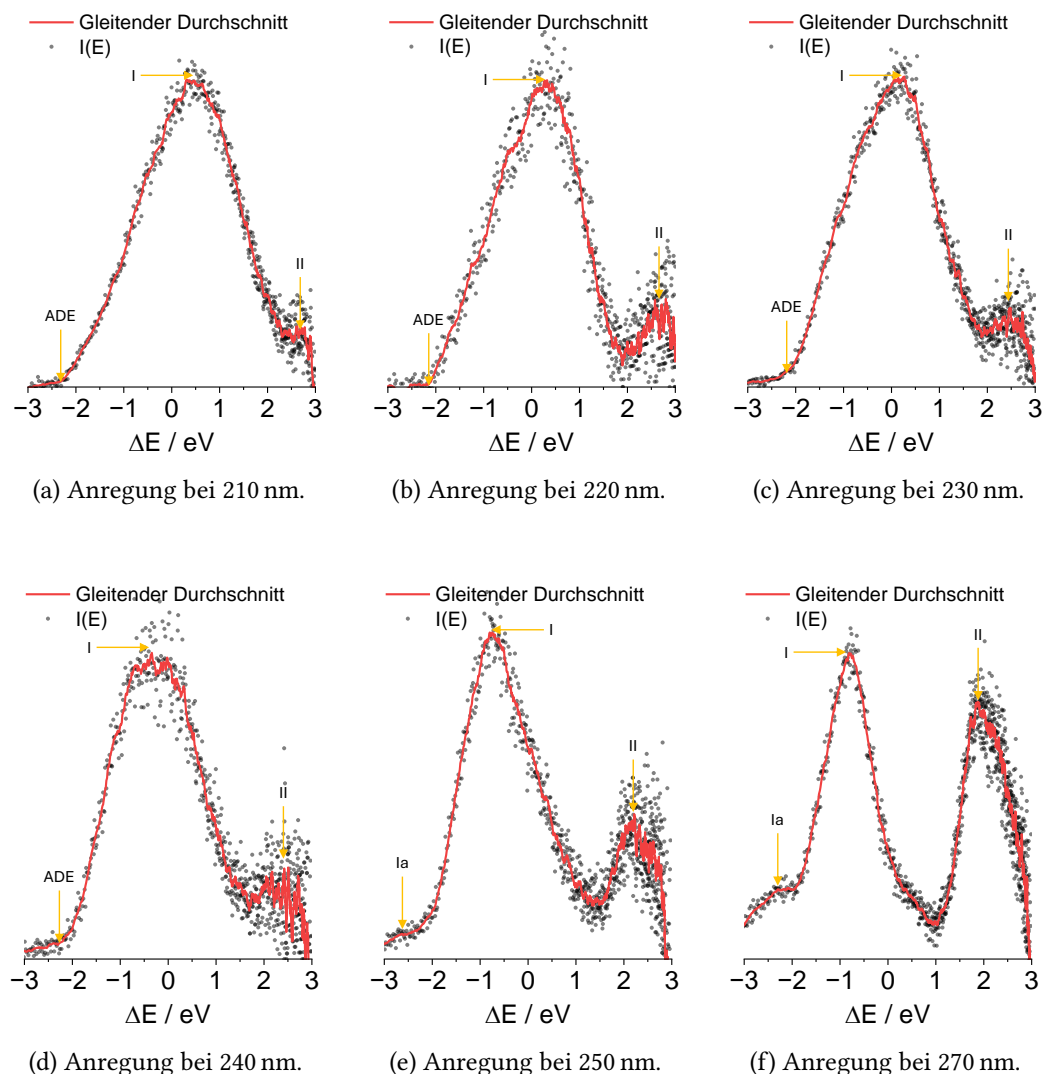 Gleitender Durchschnitt
I(E)
I
II
ADE
−3 −2 −1 0 1 2 3
ΔE / eV
(a) Anregung bei 210 nm.
Gleitender Durchschnitt
I(E)
I
II
ADE
−3 −2 −1 0 1 2 3
ΔE / eV
(b) Anregung bei 220 nm.
Gleitender Durchschnitt
I(E)
I
II
ADE
−3 −2 −1 0 1 2 3
ΔE / eV
(c) Anregung bei 230 nm.
Gleitender Durchschnitt
I(E)
I
II
ADE
−3 −2 −1 0 1 2 3
ΔE / eV
(d) Anregung bei 240 nm.
Gleitender Durchschnitt
I(E)
I
II
Ia
−3 −2 −1 0 1 2 3
ΔE / eV
(e) Anregung bei 250 nm.
Gleitender Durchschnitt
I(E)
I
II
Ia
−3 −2 −1 0 1 2 3
ΔE / eV
(f) Anregung bei 270 nm.